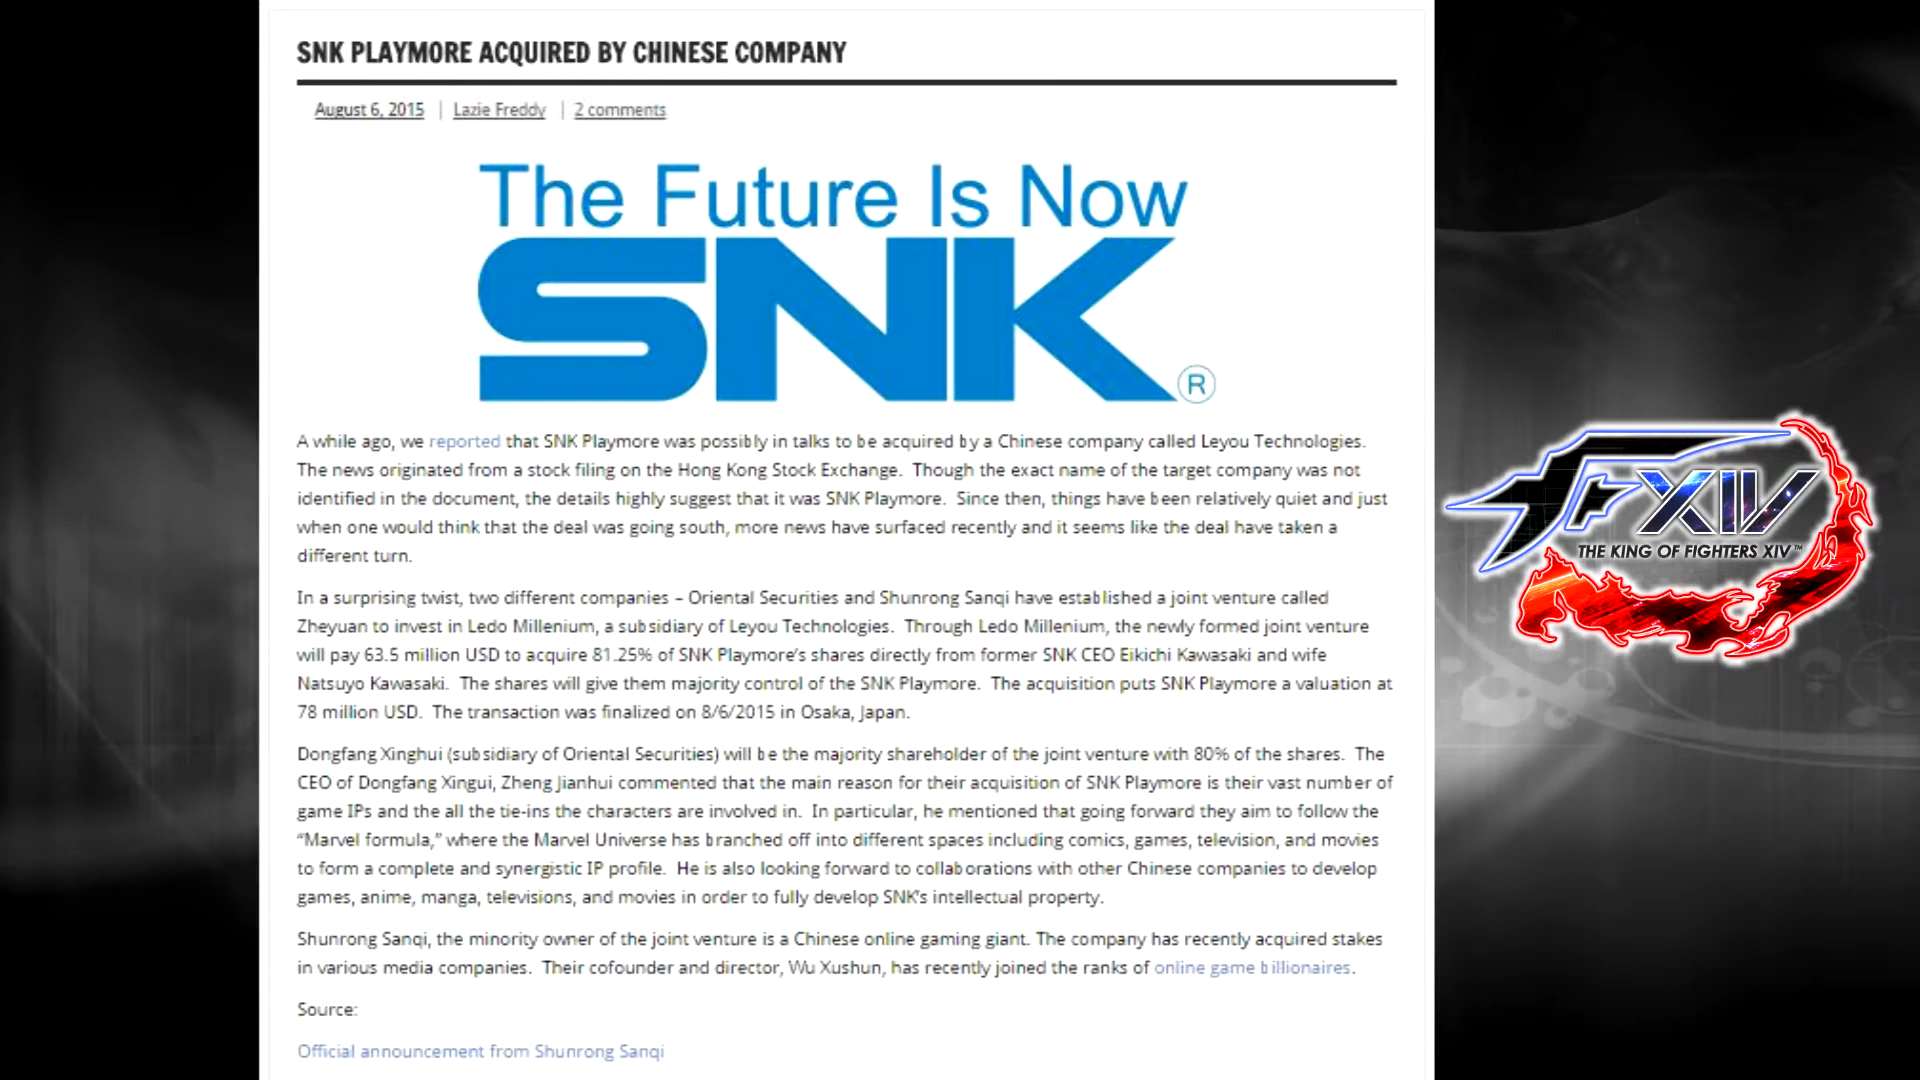 SNK PLAYMORE ACQUIRED BY CHINESE COMPANY
August 6, 2015 | Lazie Freddy | 2 comments
The Future Is Now
SNK
®
A while ago, we reported that SNK Playmore was possibly in talks to be acquired by a Chinese company called Leyou Technologies.
The news originated from a stock filing on the Hong Kong Stock Exchange.  Though the exact name of the target company was not
identified in the document, the details highly suggest that it was SNK Playmore.  Since then, things have been relatively quiet and just
when one would think that the deal was going south, more news have surfaced recently and it seems like the deal have taken a
different turn.
In a surprising twist, two different companies – Oriental Securities and Shunrong Sanqi have established a joint venture called
Zheyuan to invest in Ledo Millenium, a subsidiary of Leyou Technologies.  Through Ledo Millenium, the newly formed joint venture
will pay 63.5 million USD to acquire 81.25% of SNK Playmore's shares directly from former SNK CEO Eikichi Kawasaki and wife
Natsuyo Kawasaki.  The shares will give them majority control of the SNK Playmore.  The acquisition puts SNK Playmore a valuation at
78 million USD.  The transaction was finalized on 8/6/2015 in Osaka, Japan.
Dongfang Xinghui (subsidiary of Oriental Securities) will be the majority shareholder of the joint venture with 80% of the shares.  The
CEO of Dongfang Xingui, Zheng Jianhui commented that the main reason for their acquisition of SNK Playmore is their vast number of
game IPs and the all the tie-ins the characters are involved in.  In particular, he mentioned that going forward they aim to follow the
“Marvel formula,” where the Marvel Universe has branched off into different spaces including comics, games, television, and movies
to form a complete and synergistic IP profile.  He is also looking forward to collaborations with other Chinese companies to develop
games, anime, manga, televisions, and movies in order to fully develop SNK's intellectual property.
Shunrong Sanqi, the minority owner of the joint venture is a Chinese online gaming giant. The company has recently acquired stakes
in various media companies.  Their cofounder and director, Wu Xushun, has recently joined the ranks of online game billionaires.
Source:
Official announcement from Shunrong Sanqi
XIV
THE KING OF FIGHTERS XIV™